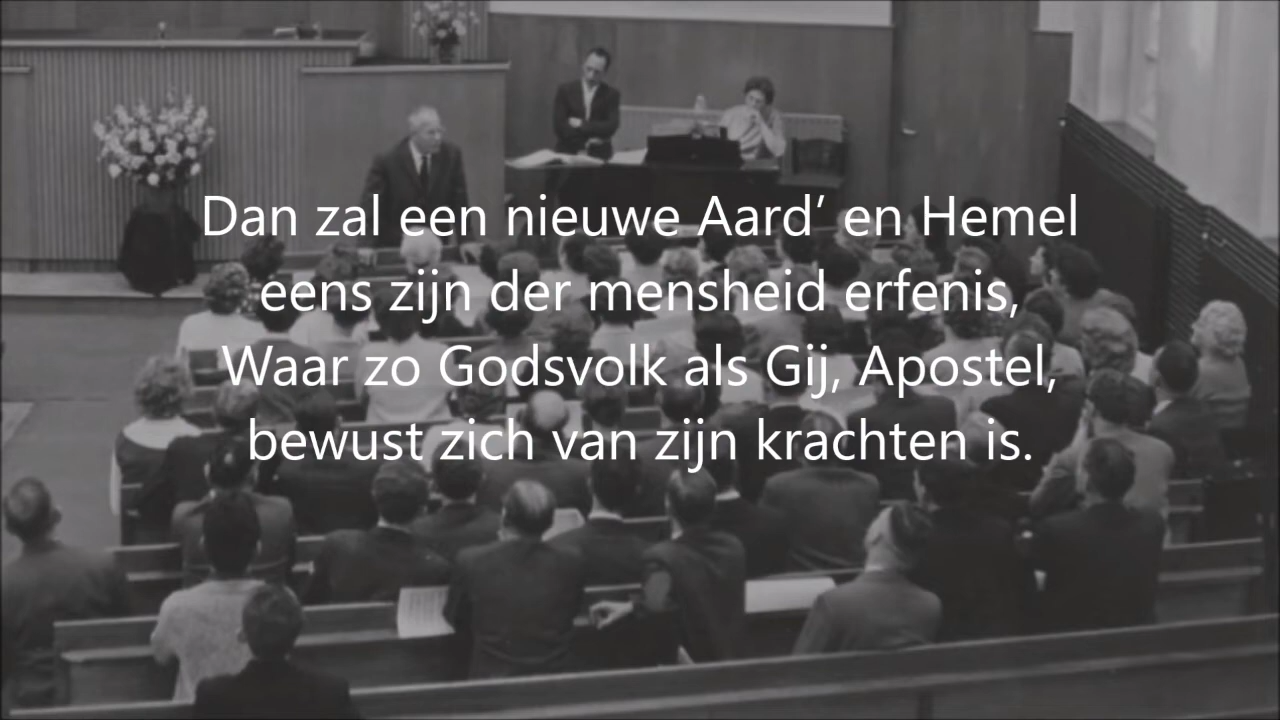 Dan zal een nieuwe Aard’ en Hemel
eens zijn der mensheid erfenis,
Waar zo Godsvolk als Gij, Apostel,
bewust zich van zijn krachten is.